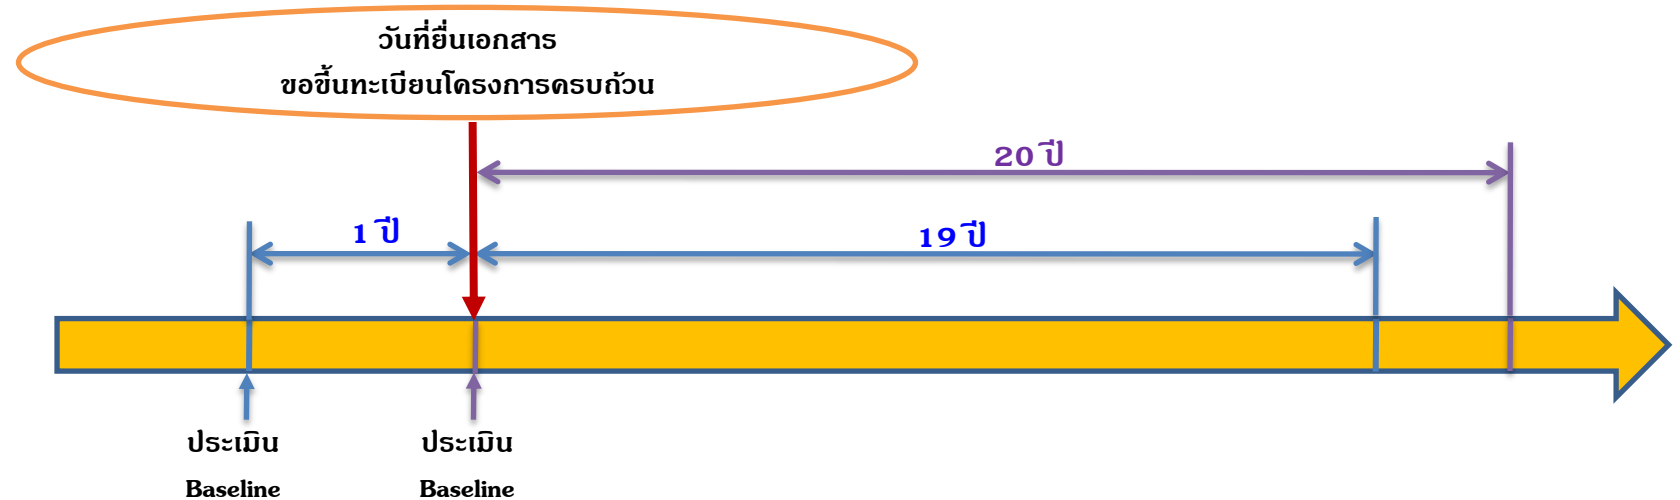 วันที่ยื่นเอกสาร
ขอขึ้นทะเบียนโครงการครบถ้วน
20 ปี
1 ปี
19 ปี
ประเมิน
Baseline
ประเมิน
Baseline